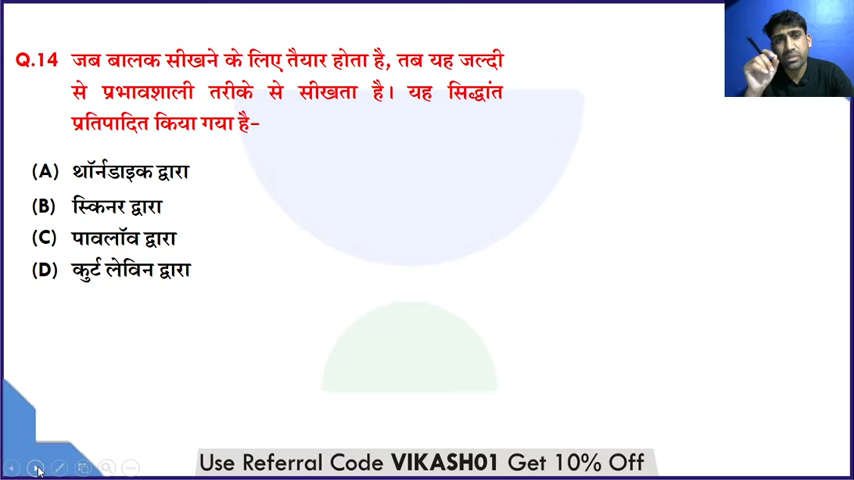 Q.14 जब बालक सीखने के लिए तैयार होता है, तब यह जल्दी
से प्रभावशाली तरीके से सीखता है। यह सिद्धांत
प्रतिपादित किया गया है-
(A) थॉर्नडाइक द्वारा
(B) स्किनर द्वारा
(C) पावलॉव द्वारा
(D) कुर्ट लेविन द्वारा
Use Referral Code VIKASH01 Get 10% Off